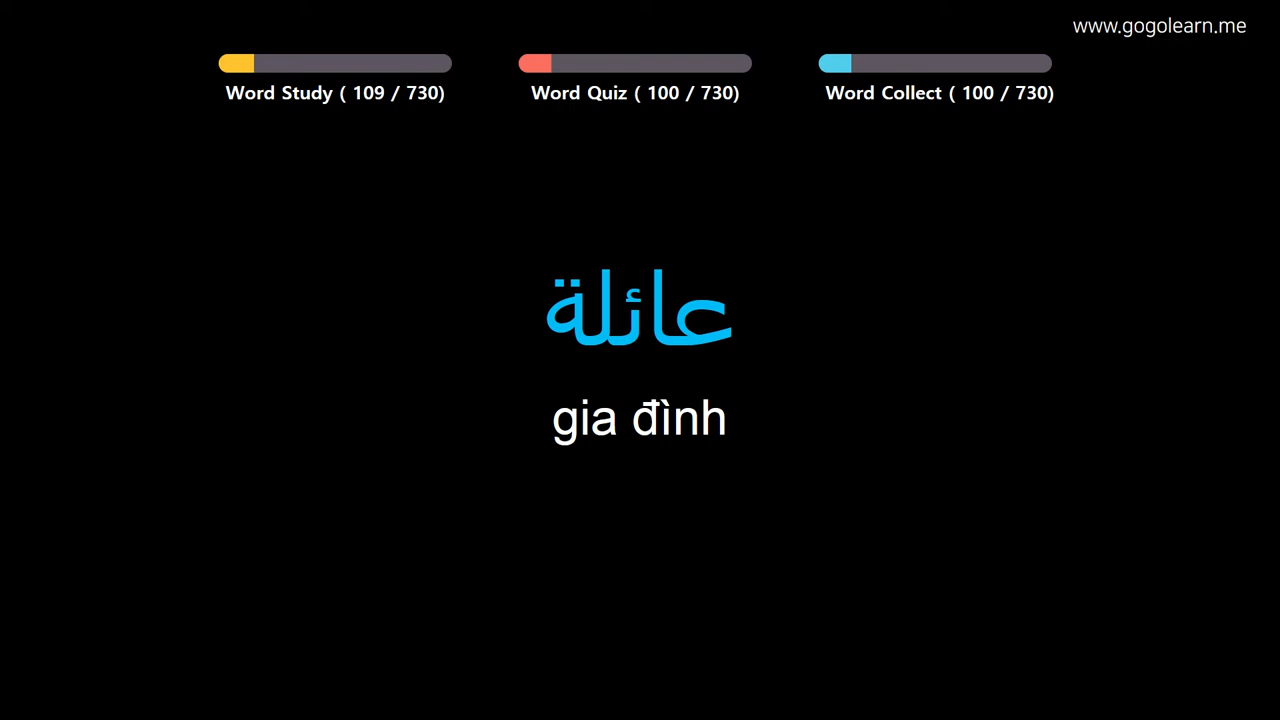 www.gogolearn.me
Word Study ( 109 / 730)
Word Quiz ( 100 / 730)
Word Collect ( 100 / 730)
عائلة
gia đình